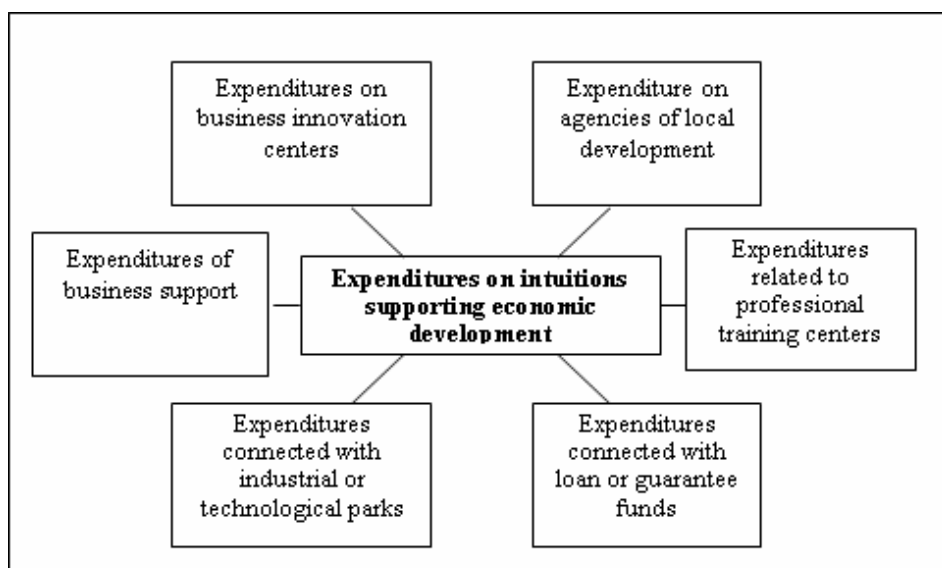 Expenditures on
business innovation
centers
Expenditure on
agencies of local
development
Expenditures of
business support
Expenditures on intuitions
supporting economic
development
Expenditures
related to
professional
training centers
Expenditures
connected with
industrial or
technological parks
Expenditures
connected with
loan or guarantee
funds